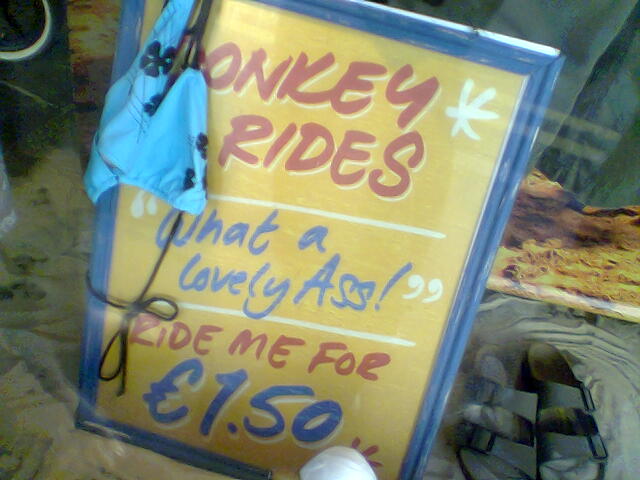 ONKEY
RIDES
"What a
lovely Ass!"
RIDE ME FOR
£1.50